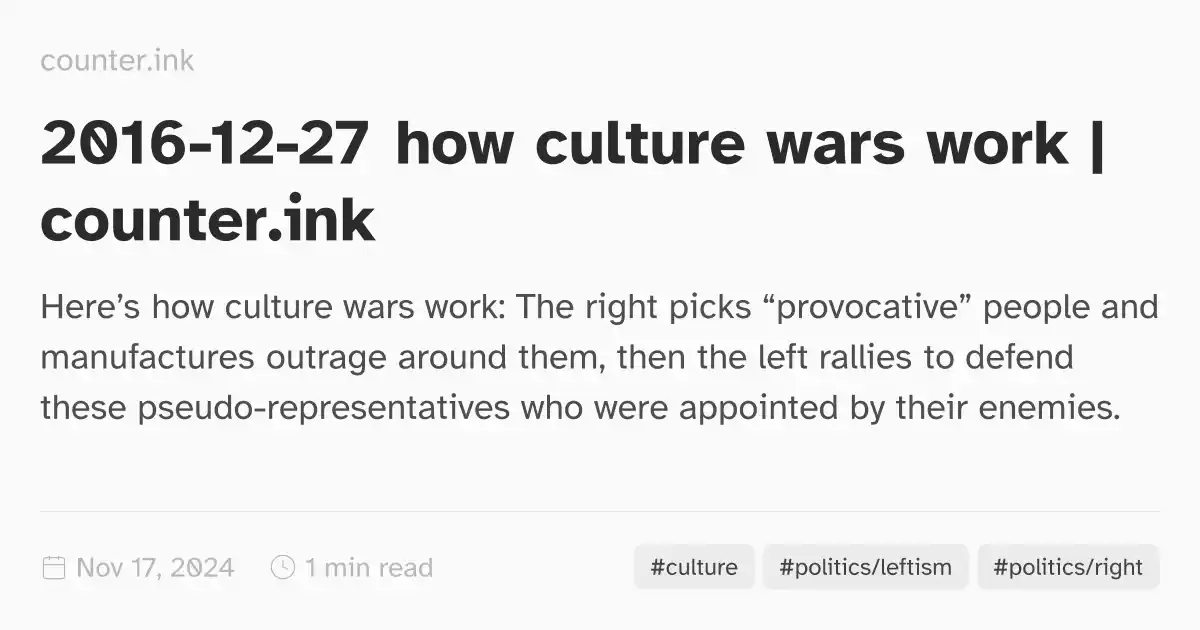 counter.ink
2016-12-27 how culture wars work |
counter.ink
Here’s how culture wars work: The right picks “provocative” people and
manufactures outrage around them, then the left rallies to defend
these pseudo-representatives who were appointed by their enemies.
Nov 17, 2024 1 min read #culture #politics/leftism #politics/right